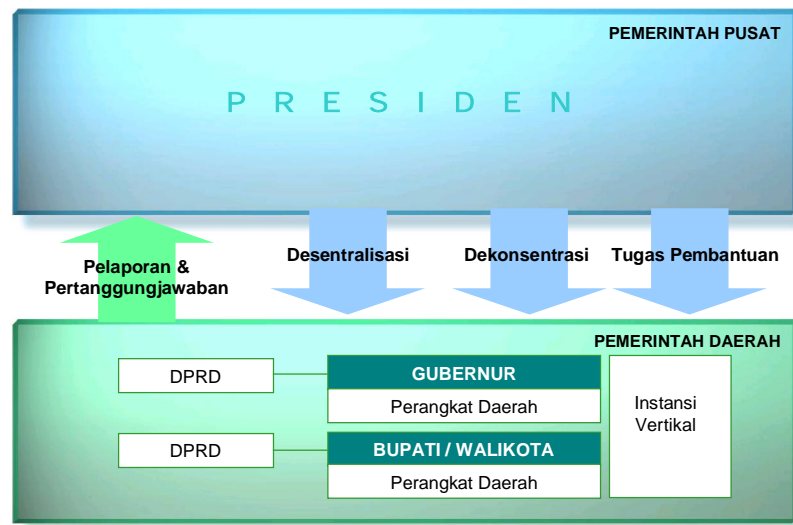 PEMERINTAH PUSAT
PRESIDEN
Pelaporan &
Pertanggungjawaban
Desentralisasi
Dekonsentrasi
Tugas Pembantuan
PEMERINTAH DAERAH
DPRD
GUBERNUR
Perangkat Daerah
Instansi
Vertikal
DPRD
BUPATI / WALIKOTA
Perangkat Daerah